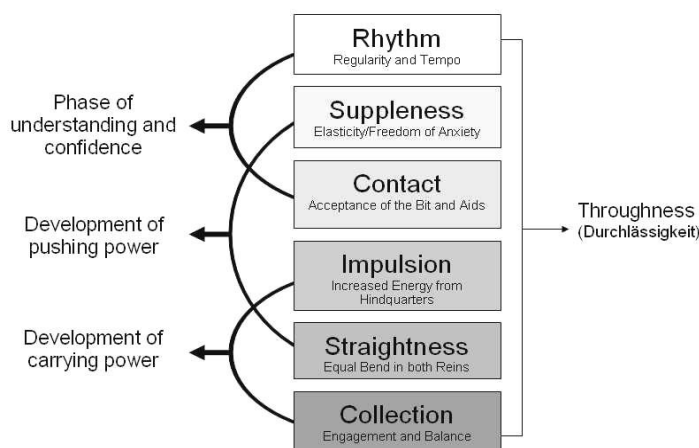 Rhythm
Regularity and Tempo
Suppleness
Elasticity/Freedom of Anxiety
Contact
Acceptance of the Bit and Aids
Impulsion
Increased Energy from
Hindquarters
Straightness
Equal Bend in both Reins
Collection
Engagement and Balance
Phase of
understanding and
confidence
Development of
pushing power
Development of
carrying power
Throughness
(Durchlässigkeit)